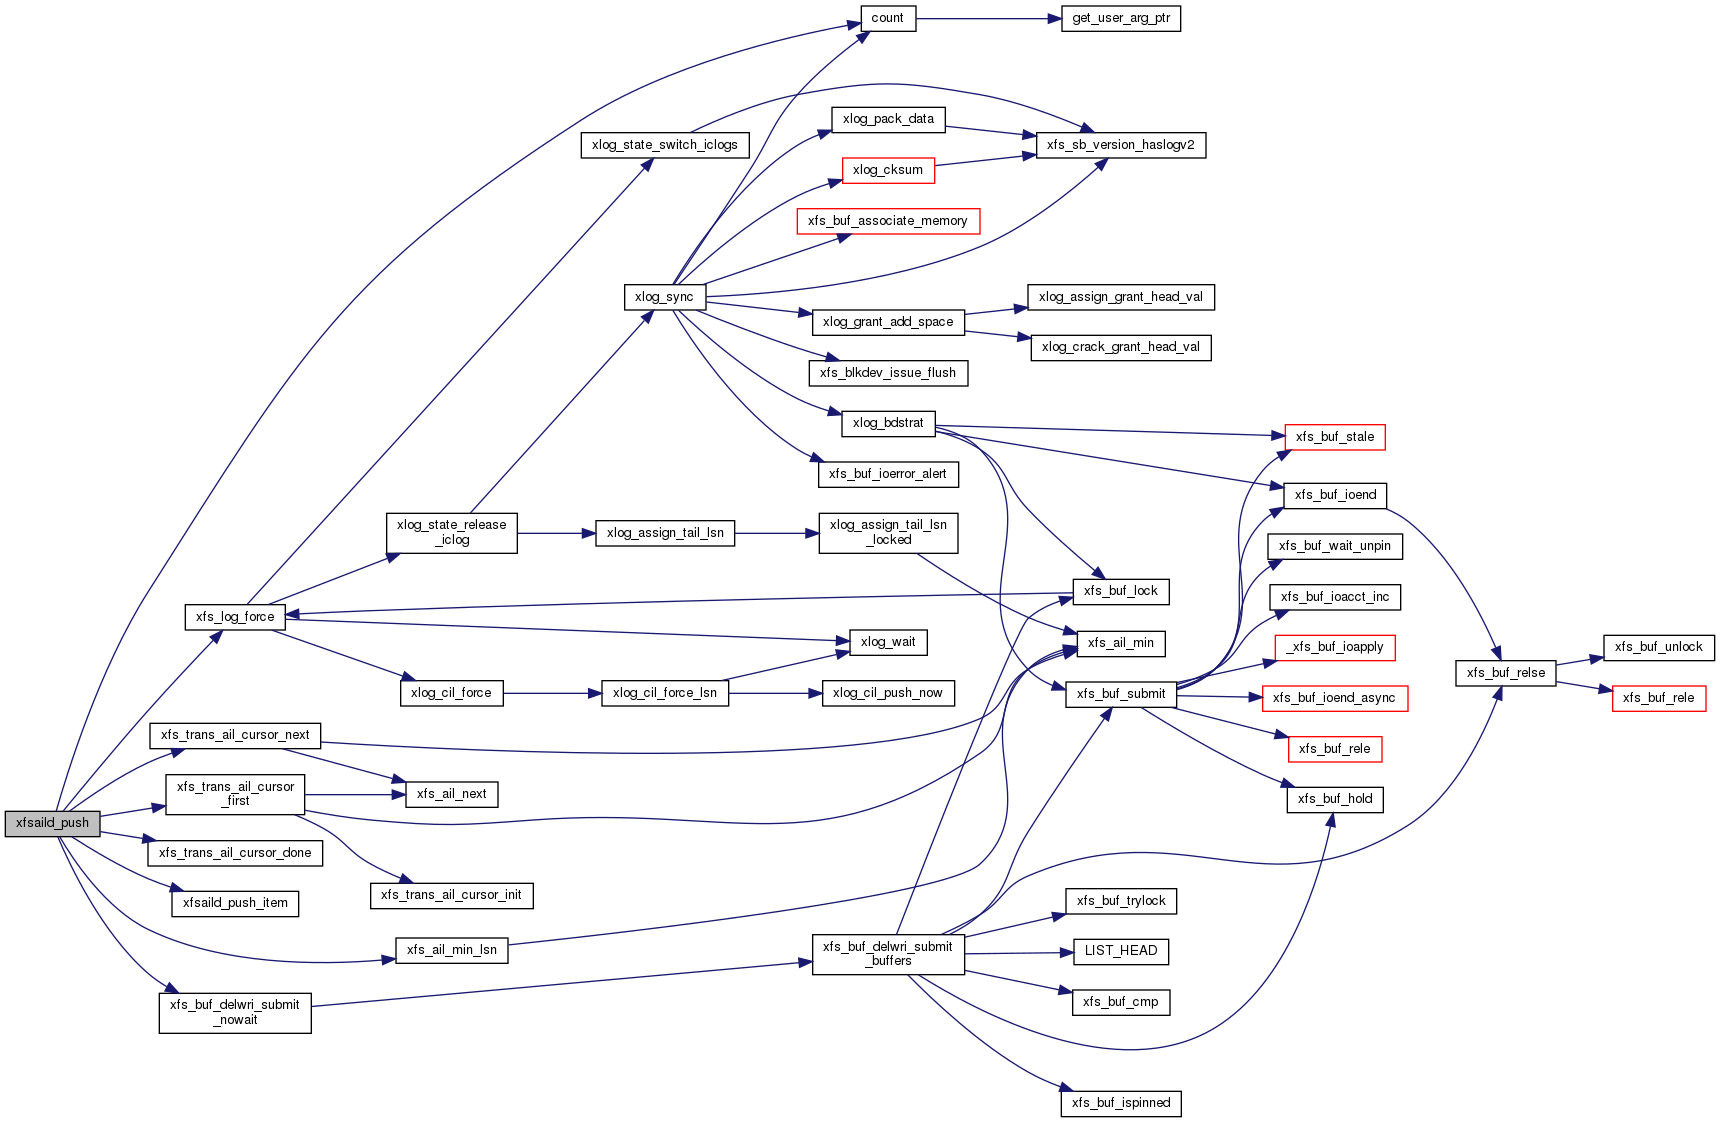 count
get_user_arg_ptr
xlog_pack_data
xlog_state_switch_iclogs
xfs_sb_version_haslogv2
xlog_cksum
xfs_buf_associate_memory
xlog_sync
xlog_assign_grant_head_val
xlog_grant_add_space
xlog_crack_grant_head_val
xfs_blkdev_issue_flush
xlog_bdstrat
xfs_buf_stale
xfs_buf_ioerror_alert
xfs_buf_ioend
xlog_state_release
_iclog
xlog_assign_tail_lsn
xlog_assign_tail_lsn
_locked
xfs_buf_wait_unpin
xfs_buf_lock
xfs_buf_ioacct_inc
xfs_log_force
xlog_wait
xfs_ail_min
_xfs_buf_ioapply
xfs_buf_unlock
xfs_buf_relse
xlog_cil_force
xlog_cil_force_lsn
xlog_cil_push_now
xfs_buf_submit
xfs_buf_ioend_async
xfs_buf_rele
xfs_trans_ail_cursor_next
xfs_buf_rele
xfs_trans_ail_cursor
_first
xfs_ail_next
xfs_buf_hold
xfsaild_push
xfs_trans_ail_cursor_done
xfs_trans_ail_cursor_init
xfsaild_push_item
xfs_buf_trylock
xfs_ail_min_lsn
xfs_buf_delwri_submit
_buffers
LIST_HEAD
xfs_buf_delwri_submit
_nowait
xfs_buf_cmp
xfs_buf_ispinned